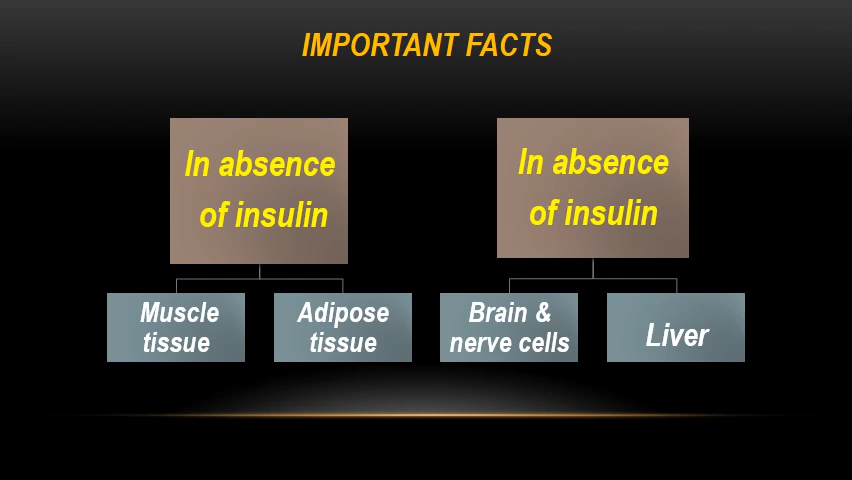 IMPORTANT FACTS
In absence
of insulin
In absence
of insulin
Muscle
tissue
Adipose
tissue
Brain &
nerve cells
Liver